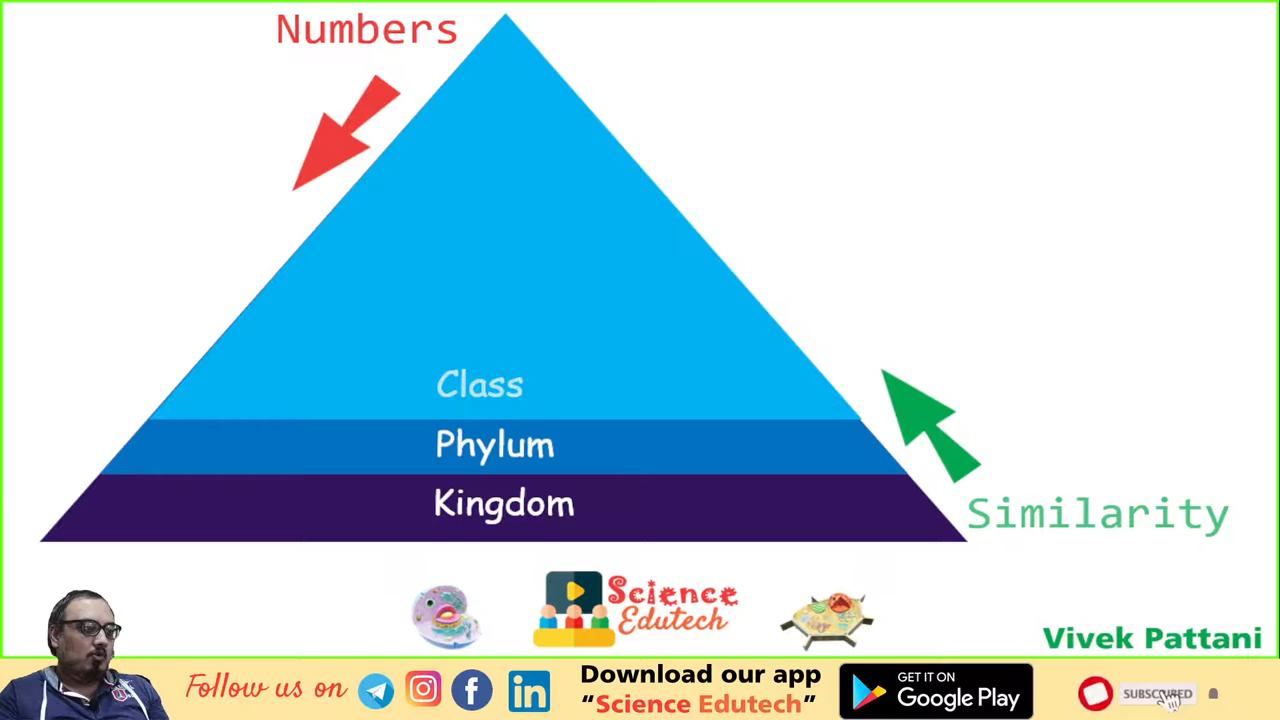 Numbers
Class
Phylum
Kingdom
Similarity
Science
Edutech
Vivek Pattani
Follow us on
Download our app
“Science Edutech”
GET IT ON
Google Play
SUBSCRIBED